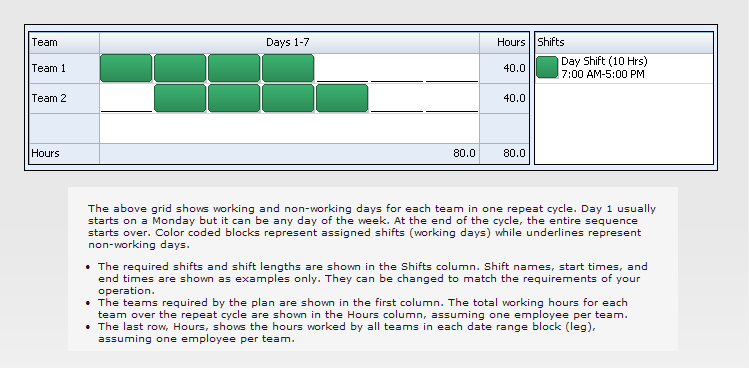 Team Days 1-7 Hours Shifts
Team 1 40.0 Day Shift (10 Hrs)
7:00 AM-5:00 PM
Team 2 40.0
Hours 80.0 80.0
The above grid shows working and non-working days for each team in one repeat cycle. Day 1 usually
starts on a Monday but it can be any day of the week. At the end of the cycle, the entire sequence
starts over. Color coded blocks represent assigned shifts (working days) while underlines represent
non-working days.
• The required shifts and shift lengths are shown in the Shifts column. Shift names, start times, and
end times are shown as examples only. They can be changed to match the requirements of your
operation.
• The teams required by the plan are shown in the first column. The total working hours for each
team over the repeat cycle are shown in the Hours column, assuming one employee per team.
• The last row, Hours, shows the hours worked by all teams in each date range block (leg),
assuming one employee per team.